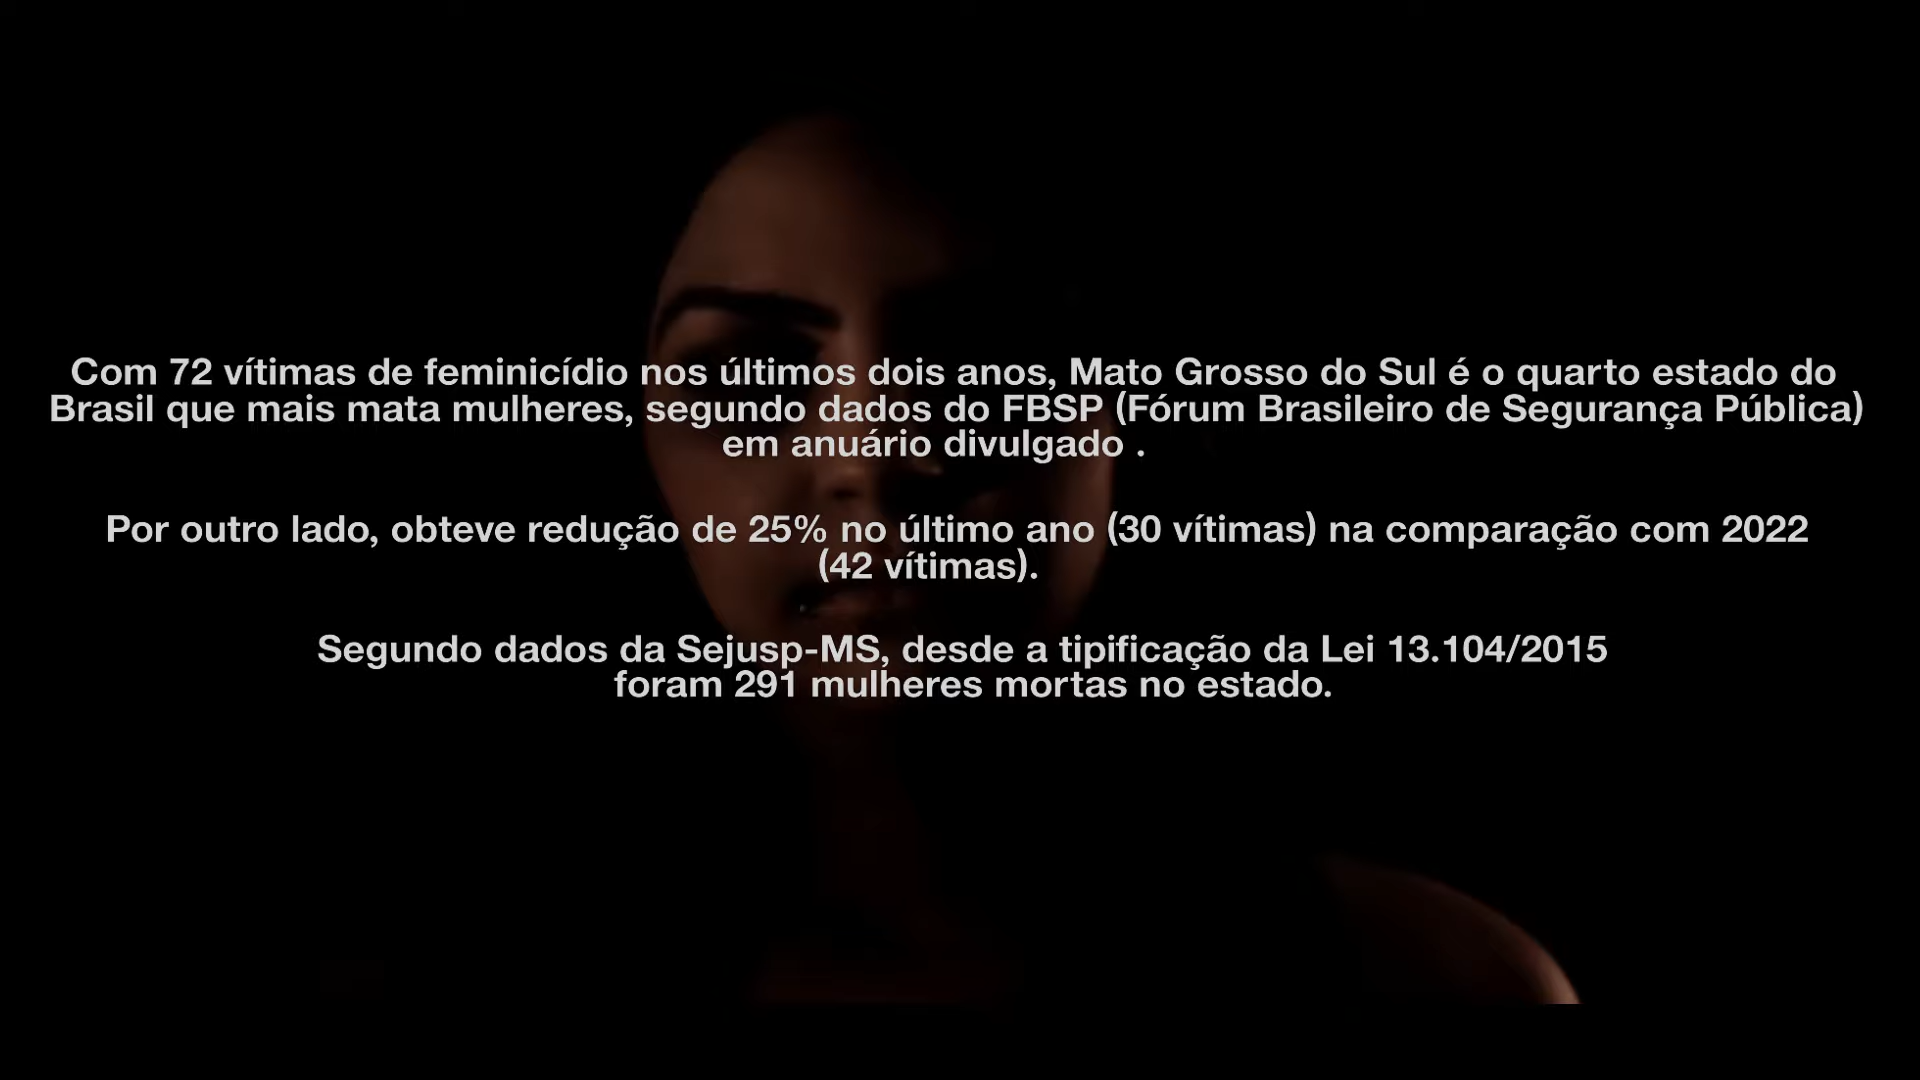 Com 72 vítimas de feminicídio nos últimos dois anos, Mato Grosso do Sul é o quarto estado do
Brasil que mais mata mulheres, segundo dados do FBSP (Fórum Brasileiro de Segurança Pública)
em anuário divulgado .
Por outro lado, obteve redução de 25% no último ano (30 vítimas) na comparação com 2022
(42 vítimas).
Segundo dados da Sejusp-MS, desde a tipificação da Lei 13.104/2015
foram 291 mulheres mortas no estado.